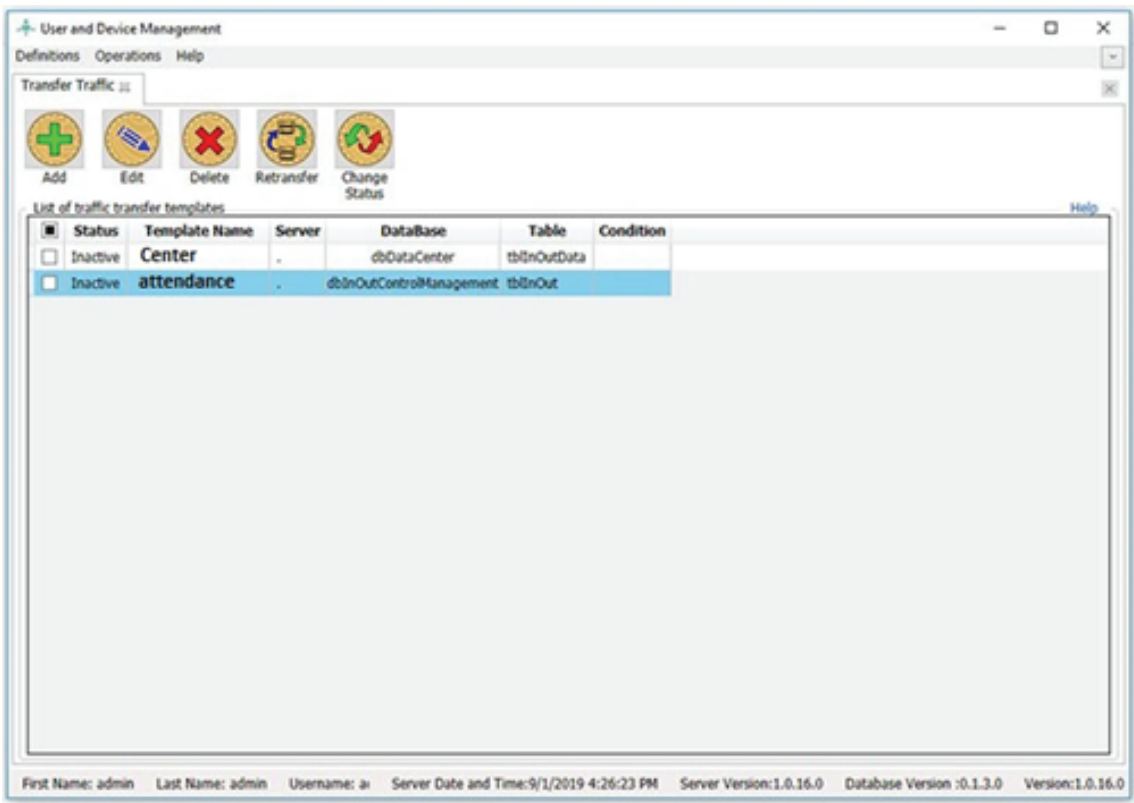 User and Device Management
Definitions Operations Help
Transfer Traffic
Add Edit Delete Retransfer Change Status
List of traffic transfer templates Help
Status Template Name Server DataBase Table Condition
Inactive Center . dbDataCenter tblInOutData
Inactive attendance . dbInOutControlManagement tblInOut
First Name: admin Last Name: admin Username: Server Date and Time:9/1/2019 4:26:23 PM Server Version:1.0.16.0 Database Version :0.1.3.0 Version:1.0.16.0